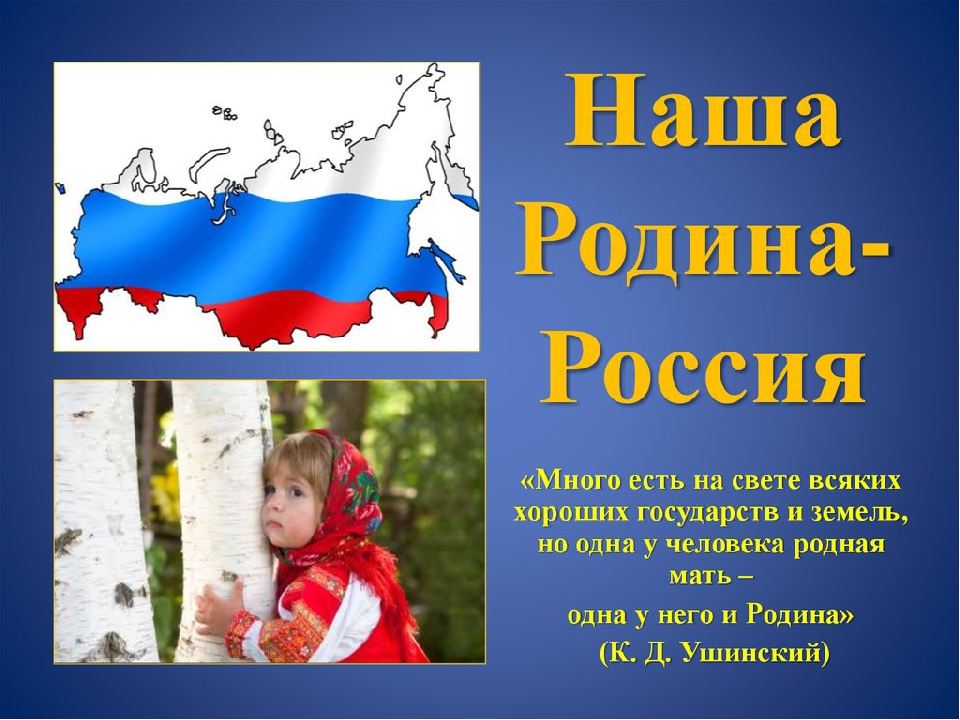 Наша
Родина-
Россия
«Много есть на свете всяких
хороших государств и земель,
но одна у человека родная
мать –
одна у него и Родина»
(К. Д. Ушинский)